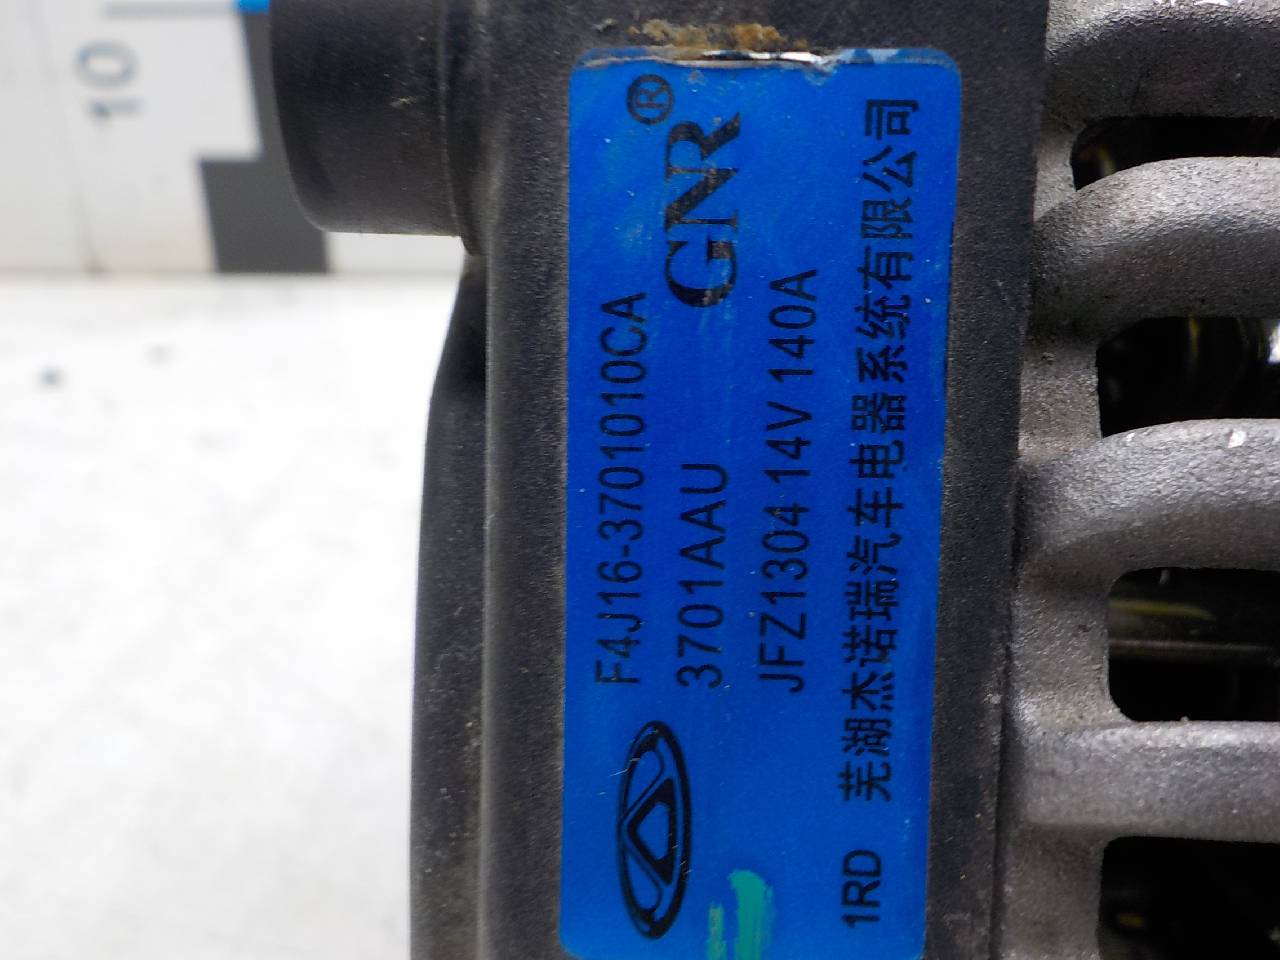 F4J16-3701010CA
3701AAU GNR®
JFZ1304 14V 140A
1RD 芜湖杰诺瑞汽车电器系统有限公司
10